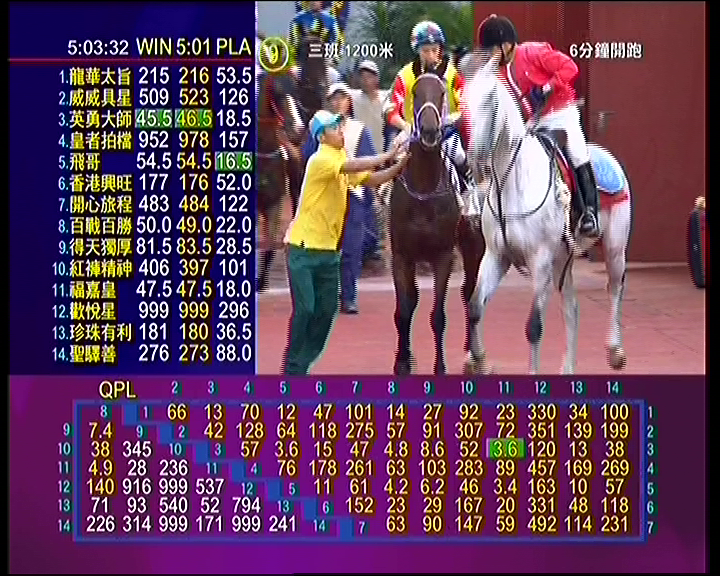 5:03:32 WIN 5:01 PLA
9 三班-1200米 6分鐘開跑
1.龍華太旨 215 216 53.5
2.威威具星 509 523 126
3.英勇大師 45.5 46.5 18.5
4.皇者拍檔 952 978 157
5.飛哥 54.5 54.5 16.5
6.香港興旺 177 176 52.0
7.開心旅程 483 484 122
8.百戰百勝 50.0 49.0 22.0
9.得天獨厚 81.5 83.5 28.5
10.紅褲精神 406 397 101
11.福嘉皇 47.5 47.5 18.0
12.歡悅星 999 999 296
13.珍珠有利 181 180 36.5
14.聖驛善 276 273 88.0
QPL 2 3 4 5 6 7 8 9 10 11 12 13 14
8 1 66 13 70 12 47 101 14 27 92 23 330 34 100 1
9 7.4 9 2 42 128 64 118 275 57 91 307 72 351 139 199 2
10 38 345 10 3 57 3.6 15 47 4.8 8.6 52 3.6 120 13 38 3
11 4.9 28 236 11 4 76 178 261 63 103 283 89 457 169 269 4
12 140 916 999 537 12 5 11 61 4.2 6.2 46 3.4 163 10 57 5
13 71 93 540 52 794 13 6 152 23 29 167 20 331 48 118 6
14 226 314 999 171 999 241 14 7 63 90 147 59 492 114 231 7